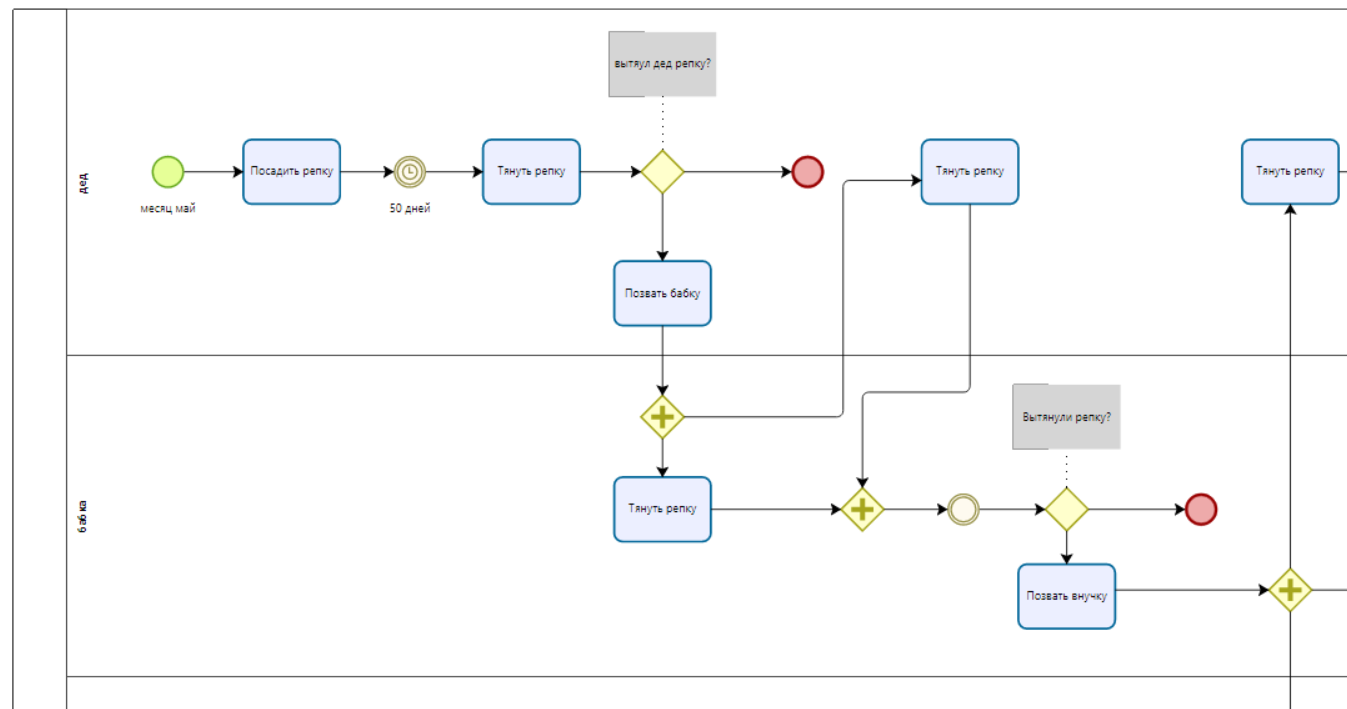 вытяул дед репку?
Посадить репку
Тянуть репку
Тянуть репку
Тянуть репку
месяц май
50 дней
дед
Позвать бабку
Вытянули репку?
Тянуть репку
бабка
Позвать внучку